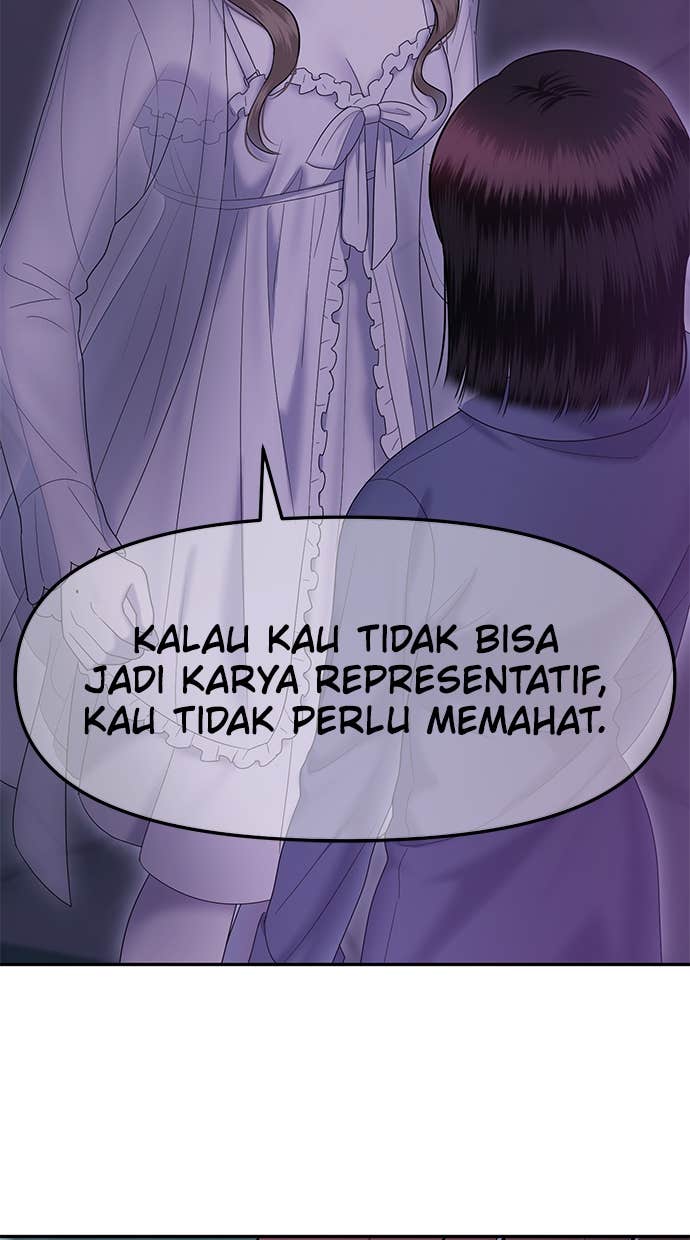 KALAU KAU TIDAK BISA
JADI KARYA REPRESENTATIF,
KAU TIDAK PERLU MEMAHAT.